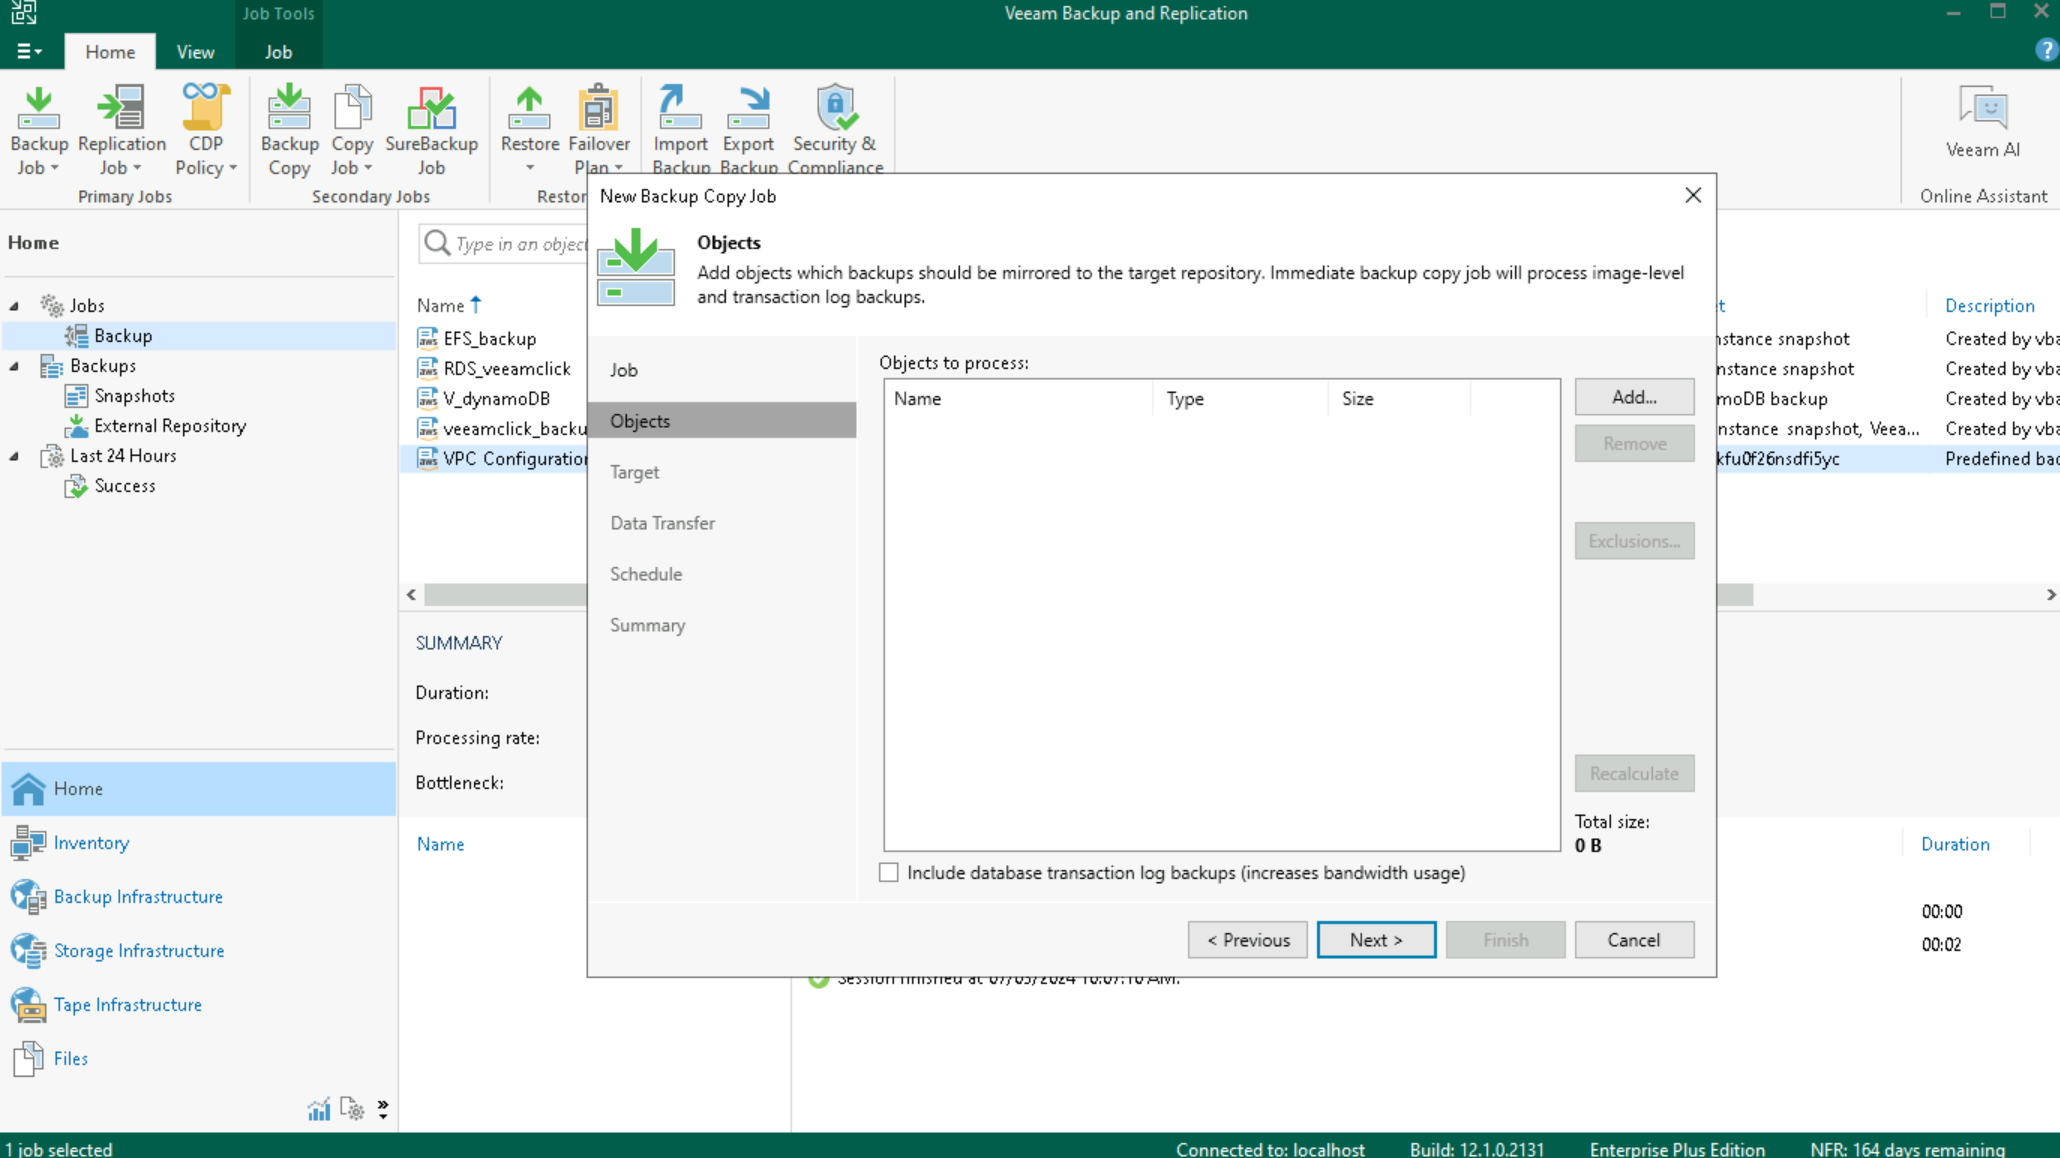 Job Tools
Veeam Backup and Replication
Home
View
Job
Backup
Job
Replication
Job
CDP
Policy
Backup
Copy
Copy
Job
SureBackup
Job
Restore
Failover
Plan
Import
Backup
Export
Backup
Security &
Compliance
Veeam AI
Primary Jobs
Secondary Jobs
Restor
Online Assistant
Home
Type in an objec
Jobs
Backup
Backups
Snapshots
External Repository
Last 24 Hours
Success
Name
EFS_backup
RDS_veeamclick
V_dynamoDB
veeamclick_backu
VPC Configuration
New Backup Copy Job
Objects
Add objects which backups should be mirrored to the target repository. Immediate backup copy job will process image-level
and transaction log backups.
Job
Objects
Target
Data Transfer
Schedule
Summary
Objects to process:
Name
Type
Size
Add...
Remove
Exclusions...
Recalculate
Total size:
0 B
Include database transaction log backups (increases bandwidth usage)
< Previous
Next >
Finish
Cancel
et
Description
nstance snapshot
Created by vba
nstance snapshot
Created by vba
moDB backup
Created by vba
nstance snapshot, Veea...
Created by vba
kfu0f26nsdfi5yc
Predefined bac
SUMMARY
Duration:
Processing rate:
Bottleneck:
Name
Duration
00:00
00:02
Session finished at 07/05/2024 10:07:10 AM.
Home
Inventory
Backup Infrastructure
Storage Infrastructure
Tape Infrastructure
Files
1 job selected
Connected to: localhost
Build: 12.1.0.2131
Enterprise Plus Edition
NFR: 164 days remaining